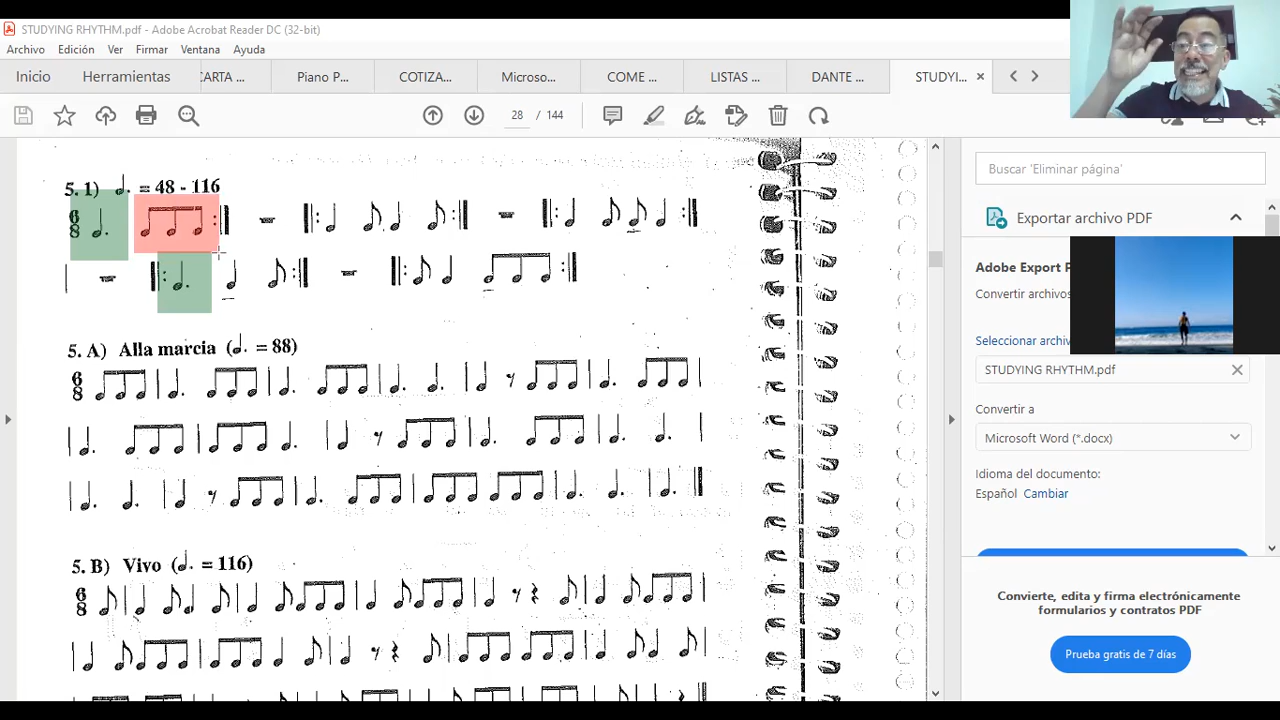 STUDYING RHYTHM.pdf - Adobe Acrobat Reader DC (32-bit)
Archivo Edición Ver Firmar Ventana Ayuda
Inicio Herramientas CARTA ... Piano P... COTIZA... Microso... COME ... LISTAS ... DANTE ... STUDYI...
28 / 144
5. 1) = 48 - 116
6
8
5. A) Alla marcia ( = 88)
6
8
5. B) Vivo ( = 116)
6
8
Buscar 'Eliminar página'
Exportar archivo PDF
Adobe Export
Convertir archivos
Seleccionar archiv
STUDYING RHYTHM.pdf
Convertir a
Microsoft Word (*.docx)
Idioma del documento:
Español Cambiar
Convierte, edita y firma electrónicamente
formularios y contratos PDF
Prueba gratis de 7 días